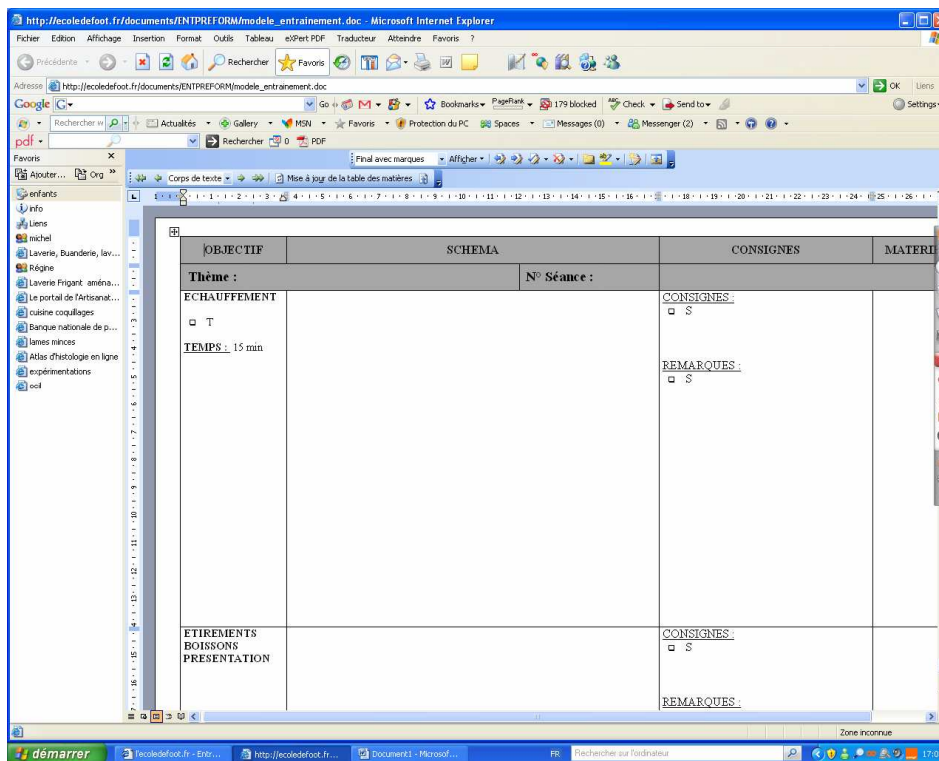 http://ecoledefoot.fr/documents/ENTPREFORM/modele_entrainement.doc - Microsoft Internet Explorer
Fichier Edition Affichage Insertion Format Outils Tableau eXPert PDF Traducteur Atteindre Favoris ?
Précédente Rechercher Favoris
Adresse http://ecoledefoot.fr/documents/ENTPREFORM/modele_entrainement.doc OK Liens
Google G Go Bookmarks PageRank 179 blocked Check Send to Settings
Rechercher w Actualités Gallery MSN Favoris Protection du PC Spaces Messages (0) Messenger (2)
pdf Rechercher 0 PDF
Favoris × Final avec marques Afficher
Ajouter... Org » Corps de texte Mise à jour de la table des matières
enfants
info
Liens
michel
Laverie, Buanderie, lav...
Régine
Laverie Frigant aména...
Le portail de l'Artisanat...
cuisine coquillages
Banque nationale de p...
lames minces
Atlas d'histologie en ligne
expérimentations
OBJECTIF SCHEMA CONSIGNES MATERI
Thème : N° Séance :
ECHAUFFEMENT CONSIGNES :
T S
TEMPS : 15 min
REMARQUES :
S
ETIREMENTS CONSIGNES :
BOISSONS S
PRESENTATION
REMARQUES :
Zone inconnue
démarrer l'ecoledefoot.fr - Entr... http://ecoledefoot.fr... Document1 - Microsof... FR Rechercher sur l'ordinateur 17:0